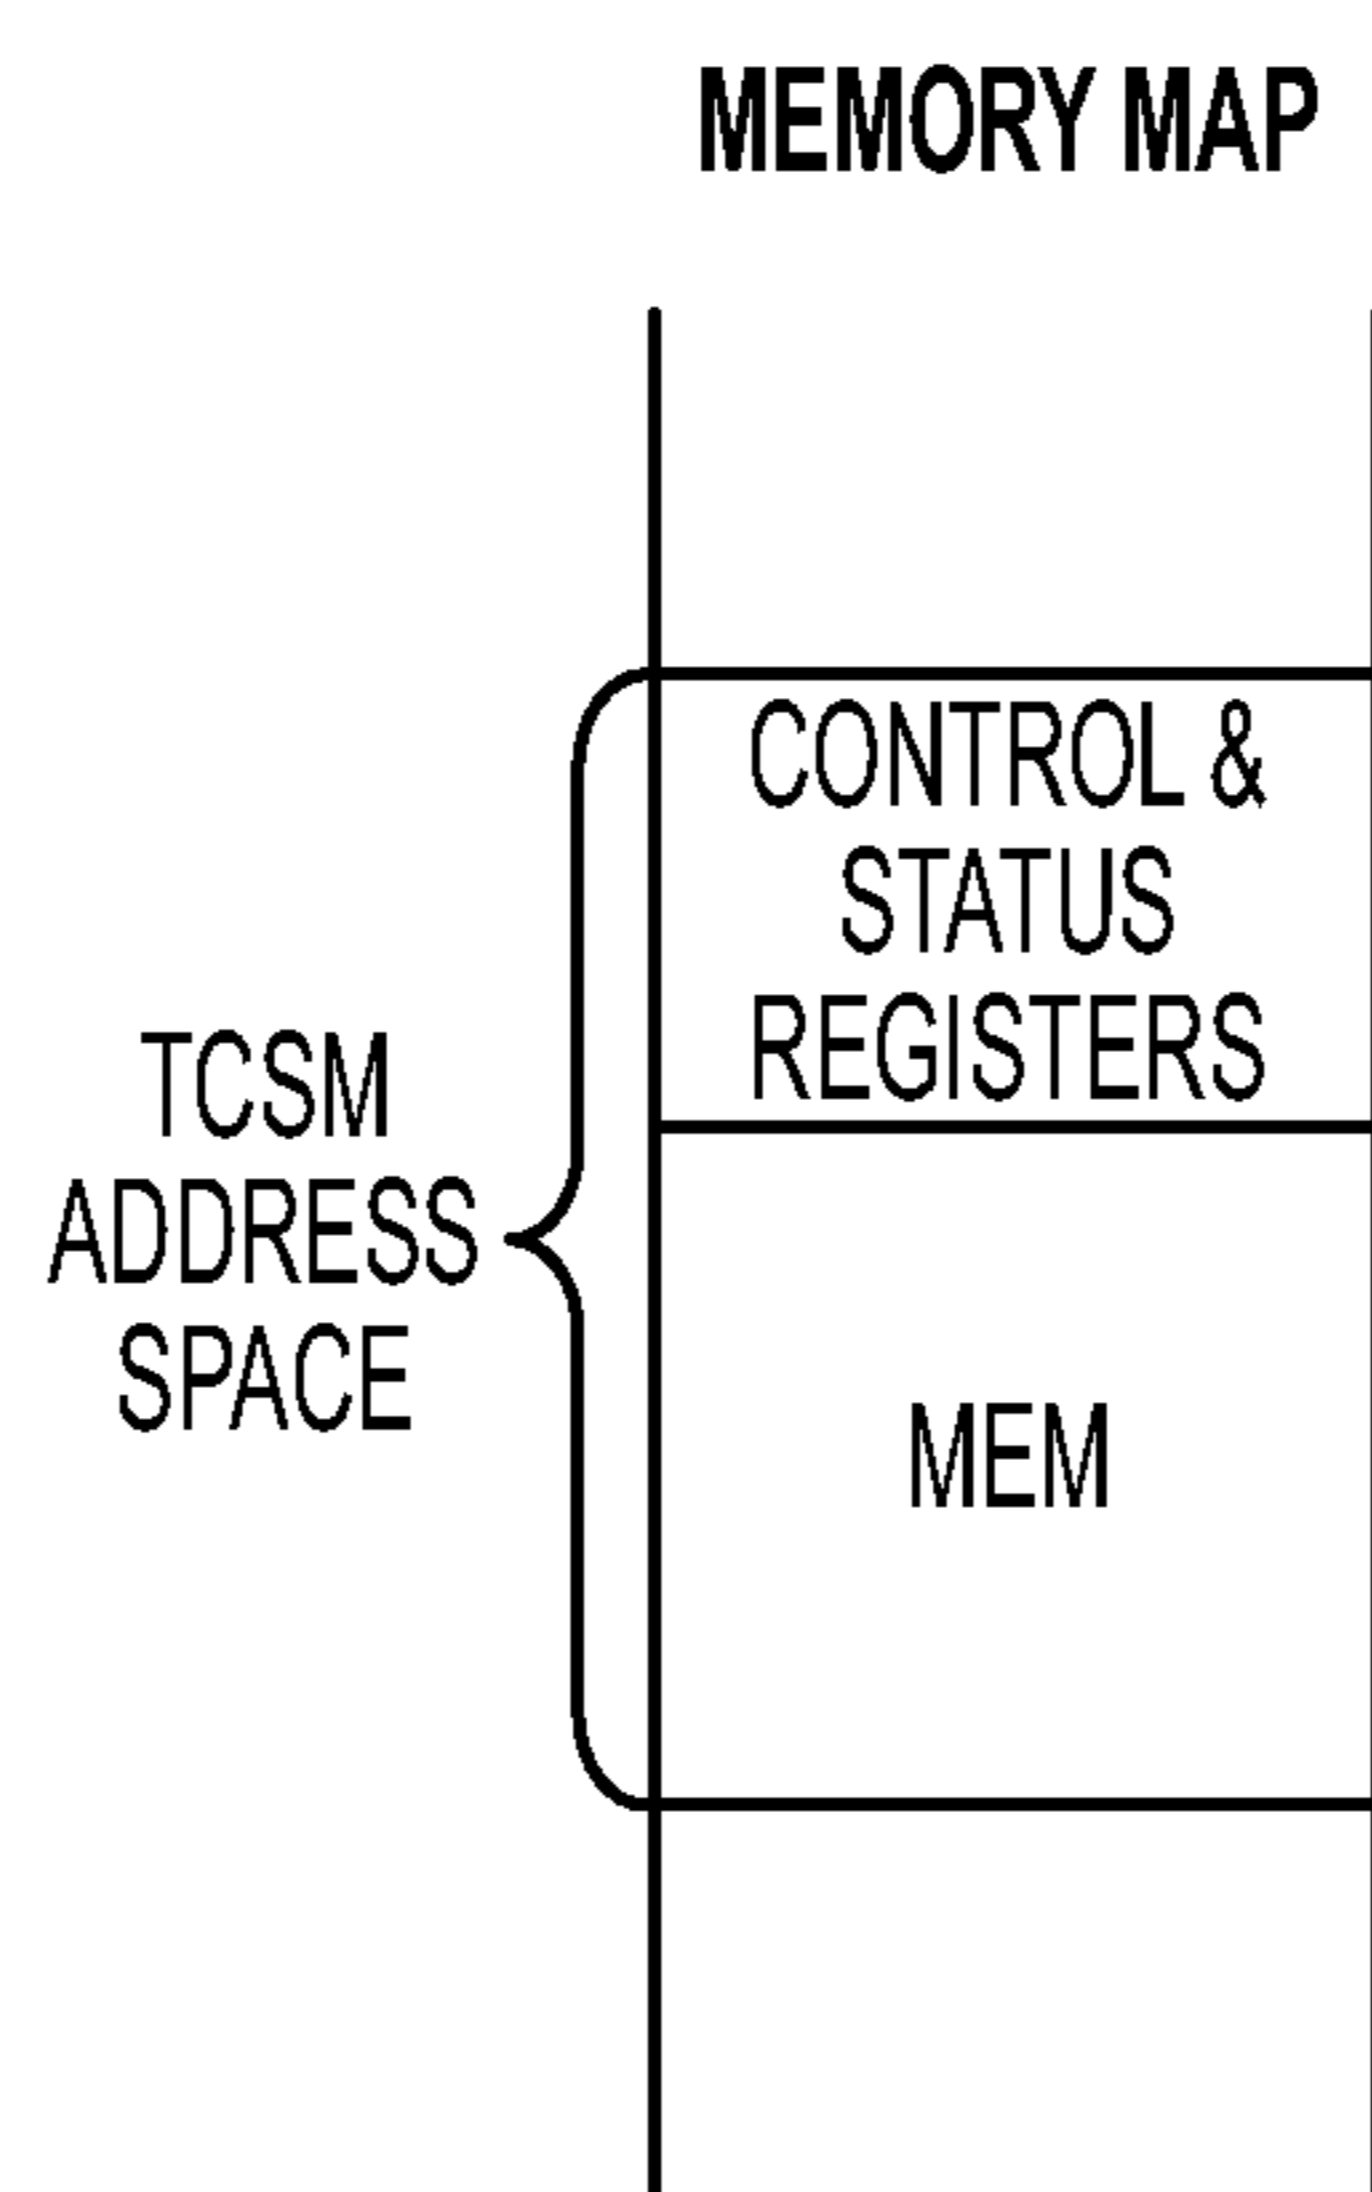 MEMORY MAP
CONTROL &
STATUS
REGISTERS
TCSM
ADDRESS
SPACE
MEM